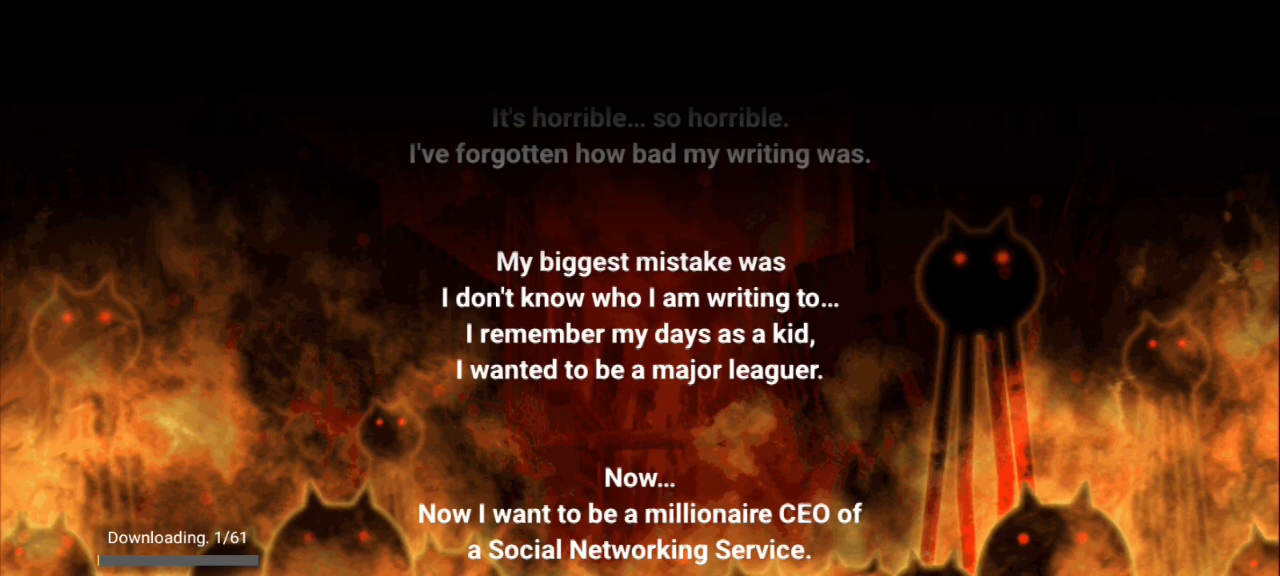 It's horrible... so horrible.
I've forgotten how bad my writing was.
My biggest mistake was
I don't know who I am writing to...
I remember my days as a kid,
I wanted to be a major leaguer.
Now...
Now I want to be a millionaire CEO of
a Social Networking Service.
Downloading. 1/61